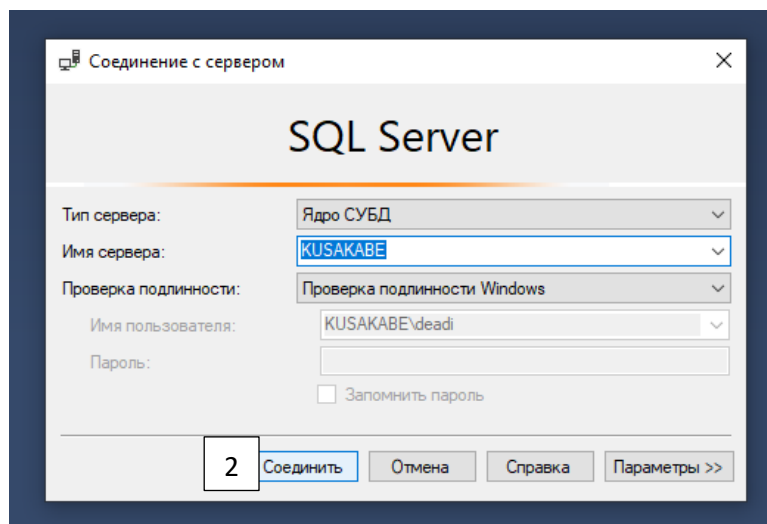 Соединение с сервером
SQL Server
Тип сервера: Ядро СУБД
Имя сервера: KUSAKABE
Проверка подлинности: Проверка подлинности Windows
Имя пользователя: KUSAKABE\deadi
Пароль:
Запомнить пароль
2 Соединить Отмена Справка Параметры >>